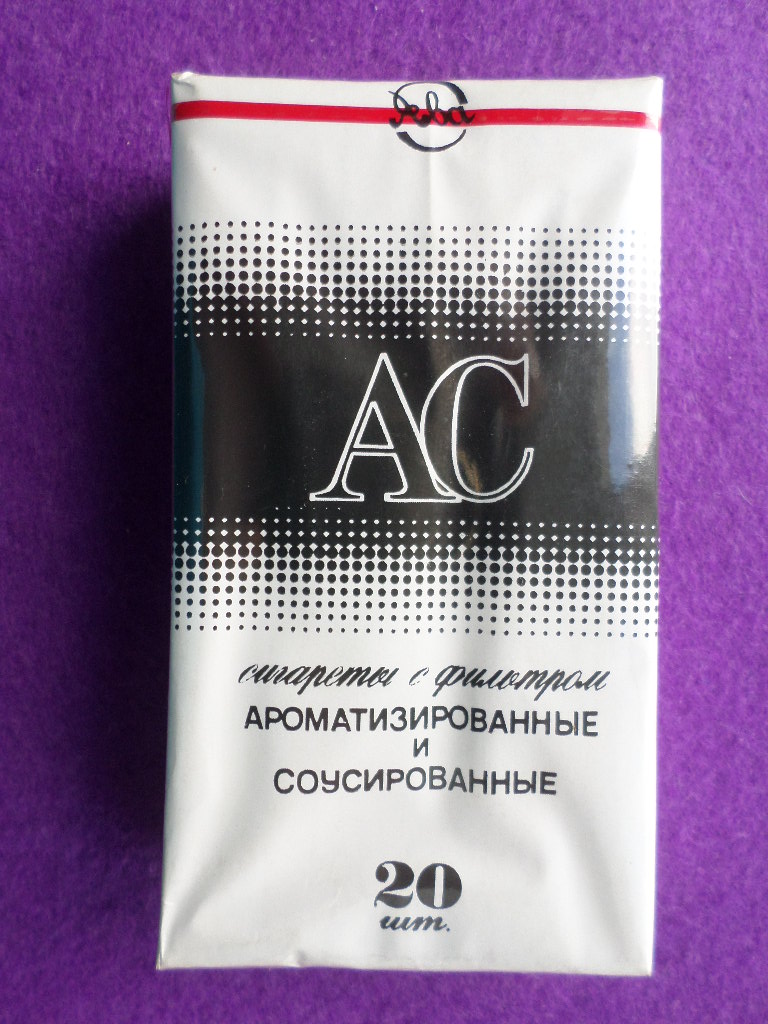 Ява
АС
сигареты с фильтром
АРОМАТИЗИРОВАННЫЕ
И
СОУСИРОВАННЫЕ
20
шт.